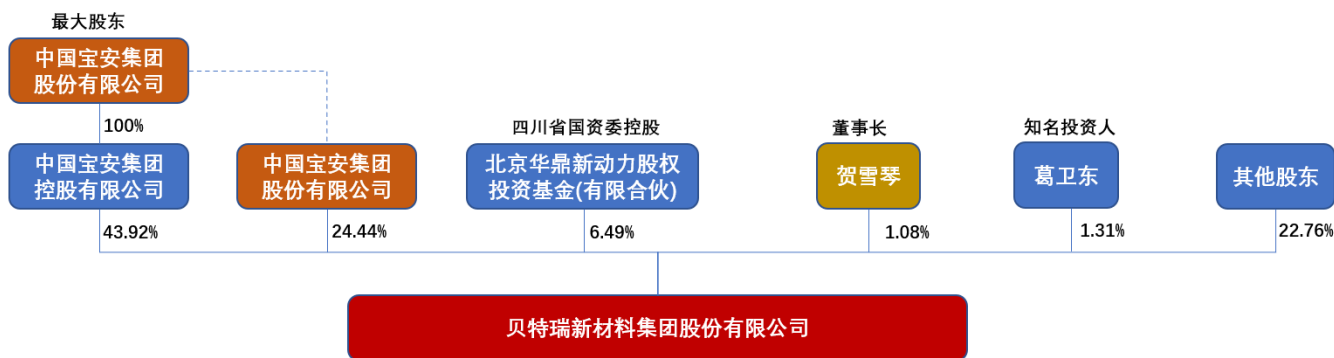 最大股东
中国宝安集团
股份有限公司
100%
四川省国资委控股
董事长
知名投资人
中国宝安集团
控股有限公司
中国宝安集团
股份有限公司
北京华鼎新动力股权
投资基金(有限合伙)
贺雪琴
葛卫东
其他股东
43.92%
24.44%
6.49%
1.08%
1.31%
22.76%
贝特瑞新材料集团股份有限公司